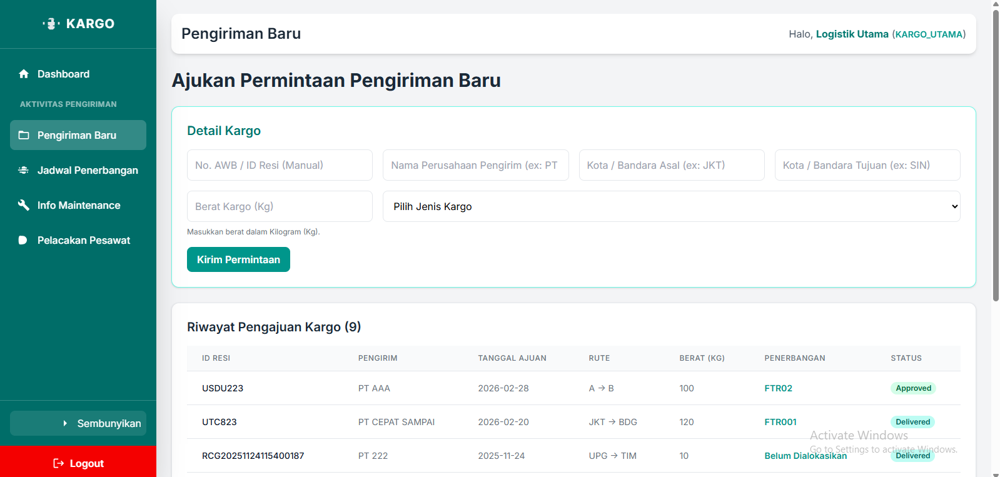 KARGO
Dashboard
AKTIVITAS PENGIRIMAN
Pengiriman Baru
Jadwal Penerbangan
Info Maintenance
Pelacakan Pesawat
Sembunyikan
Logout
Pengiriman Baru
Halo, Logistik Utama (KARGO_UTAMA)
Ajukan Permintaan Pengiriman Baru
Detail Kargo
No. AWB / ID Resi (Manual)
Nama Perusahaan Pengirim (ex: PT
Kota / Bandara Asal (ex: JKT)
Kota / Bandara Tujuan (ex: SIN)
Berat Kargo (Kg)
Pilih Jenis Kargo
Masukkan berat dalam Kilogram (Kg).
Kirim Permintaan
Riwayat Pengajuan Kargo (9)
ID RESI PENGIRIM TANGGAL AJUAN RUTE BERAT (KG) PENERBANGAN STATUS
USDU223 PT AAA 2026-02-28 A → B 100 FTR02 Approved
UTC823 PT CEPAT SAMPAI 2026-02-20 JKT → BDG 120 FTR001 Delivered
RCG20251124115400187 PT 222 2025-11-24 UPG → TIM 10 Belum Dialokasikan Delivered
Activate Windows
Go to Settings to activate Windows.